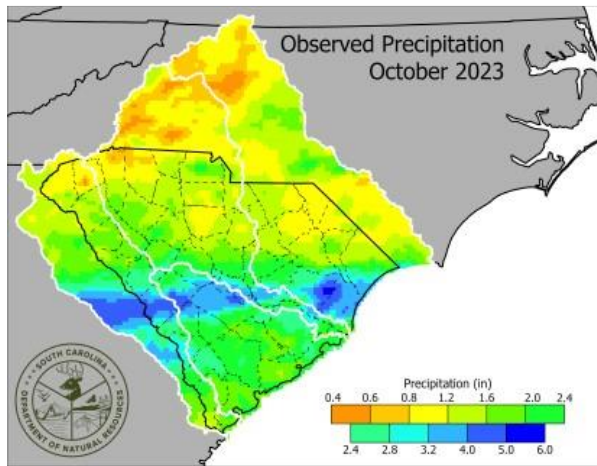 Observed Precipitation
October 2023
SOUTH CAROLINA
DEPARTMENT OF NATURAL RESOURCES
Precipitation (in)
0.4 0.6 0.8 1.2 1.6 2.0 2.4
2.4 2.8 3.2 4.0 5.0 6.0